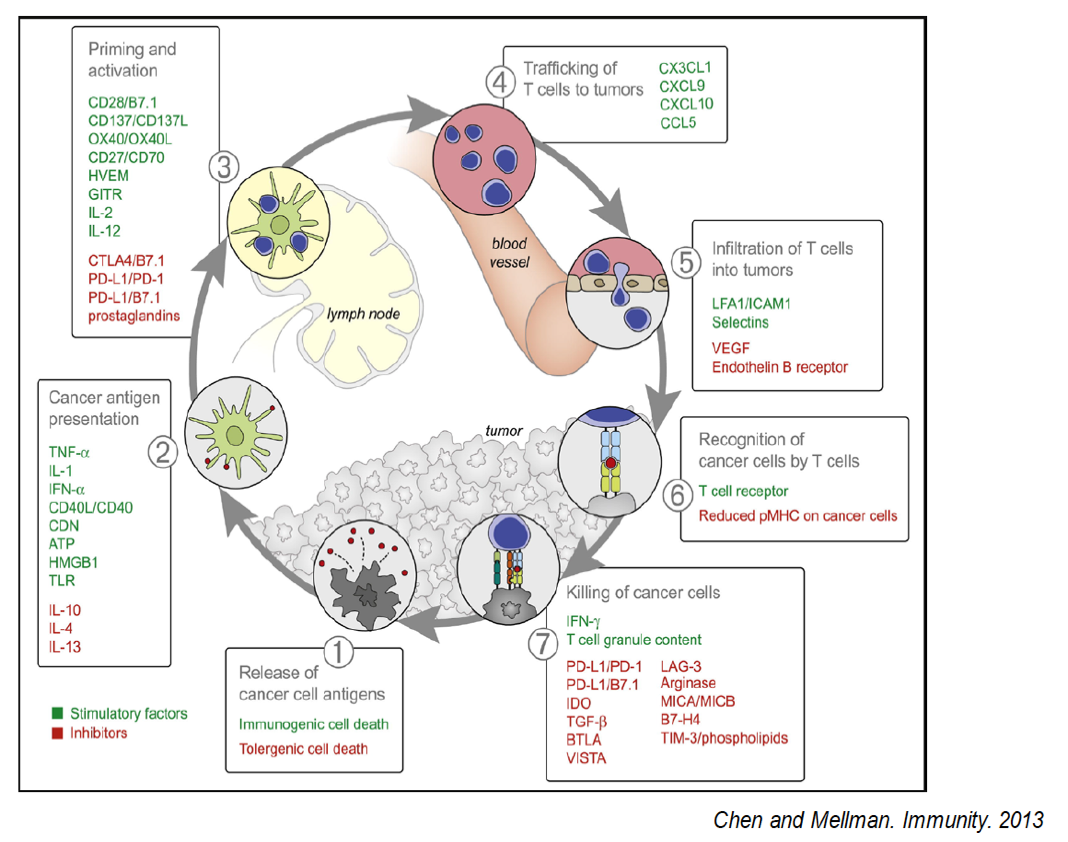 Priming and
activation
CD28/B7.1
CD137/CD137L
OX40/OX40L
CD27/CD70
HVEM
GITR
IL-2
IL-12
CTLA4/B7.1
PD-L1/PD-1
PD-L1/B7.1
prostaglandins
3
4
Trafficking of
T cells to tumors
CX3CL1
CXCL9
CXCL10
CCL5
blood
vessel
lymph node
5
Infiltration of T cells
into tumors
LFA1/ICAM1
Selectins
VEGF
Endothelin B receptor
Cancer antigen
presentation
2
TNF-α
IL-1
IFN-α
CD40L/CD40
CDN
ATP
HMGB1
TLR
IL-10
IL-4
IL-13
tumor
6
Recognition of
cancer cells by T cells
T cell receptor
Reduced pMHC on cancer cells
7
Killing of cancer cells
IFN-γ
T cell granule content
PD-L1/PD-1
PD-L1/B7.1
IDO
TGF-β
BTLA
VISTA
LAG-3
Arginase
MICA/MICB
B7-H4
TIM-3/phospholipids
1
Release of
cancer cell antigens
Immunogenic cell death
Tolergenic cell death
Stimulatory factors
Inhibitors
Chen and Mellman. Immunity. 2013